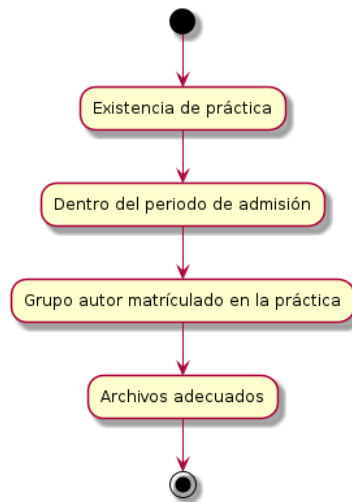 Existencia de práctica
Dentro del periodo de admisión
Grupo autor matrículado en la práctica
Archivos adecuados